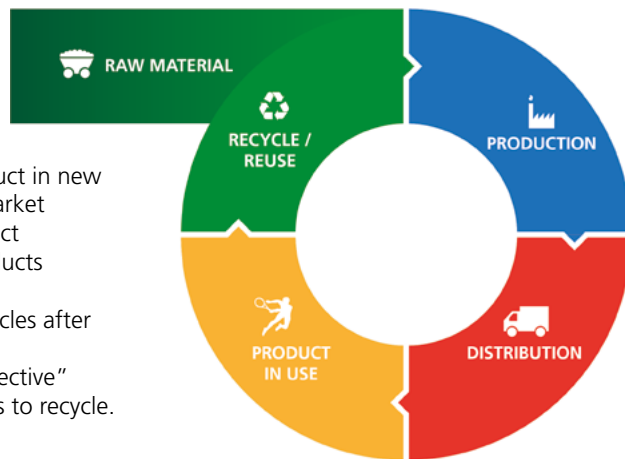 RAW MATERIAL
RECYCLE /
REUSE
PRODUCTION
DISTRIBUTION
PRODUCT
IN USE
uct in new
arket
ct
ucts
cles after
ective”
s to recycle.